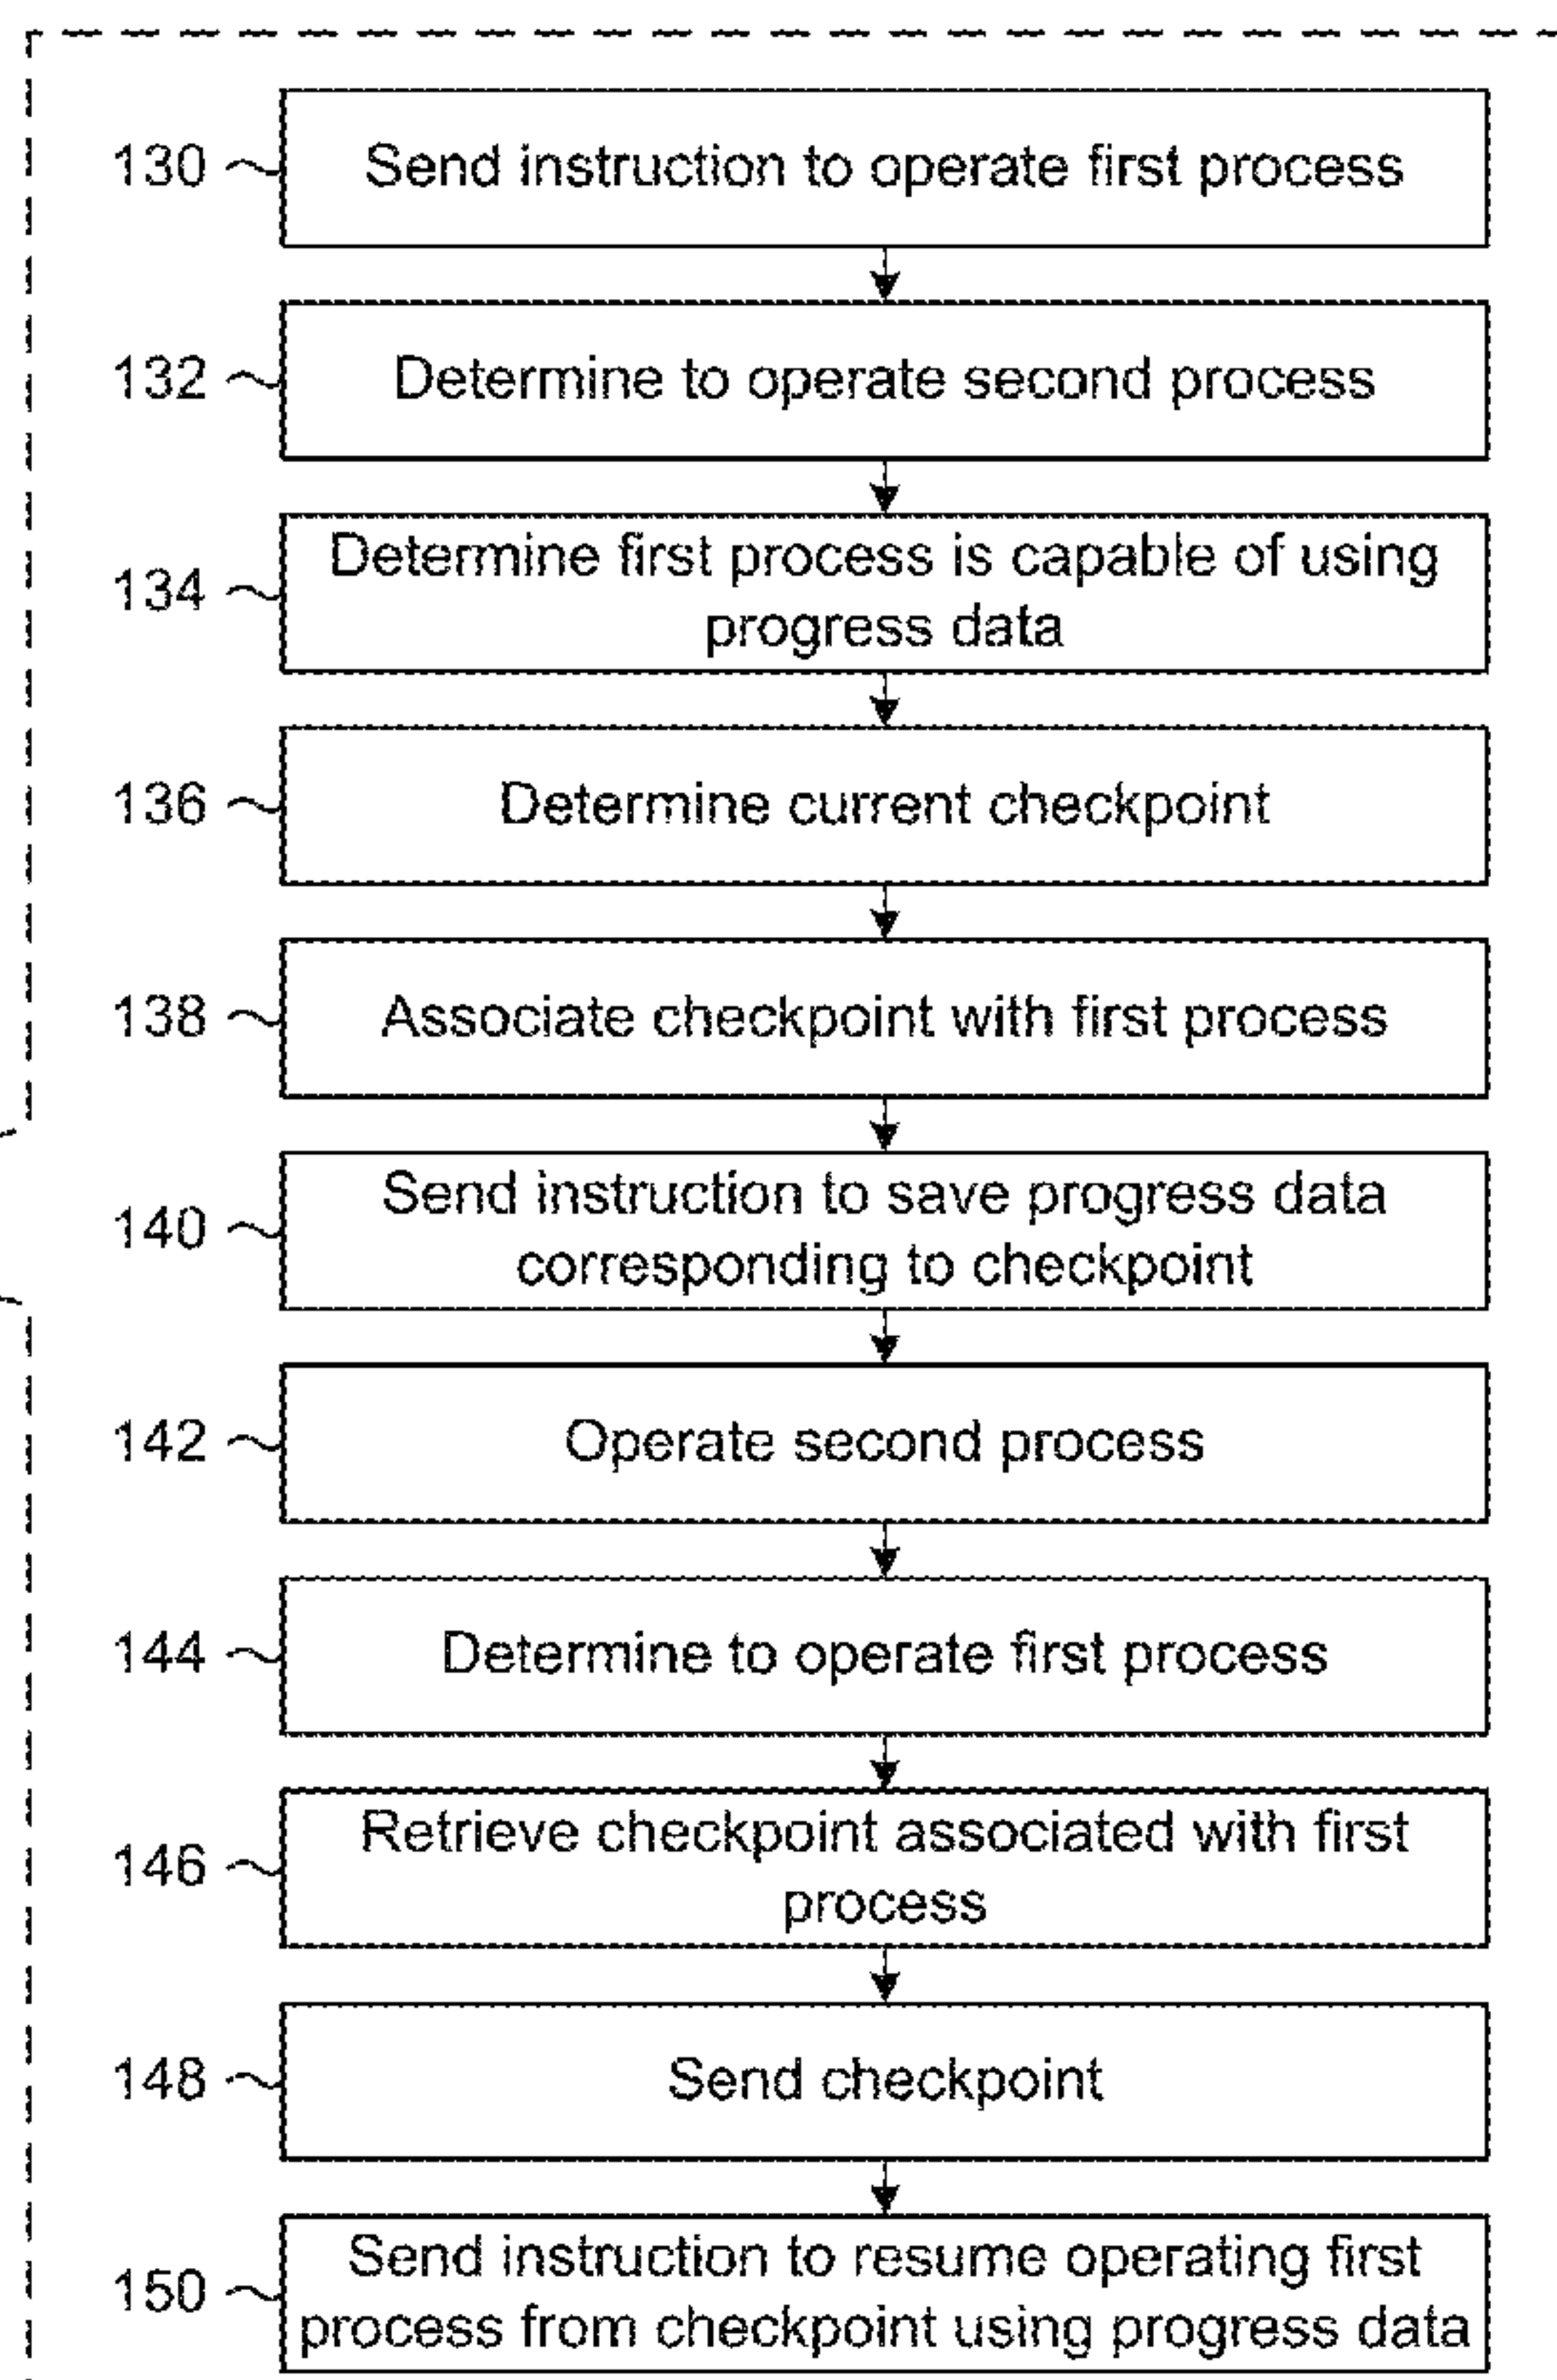 130
Send instruction to operate first process
132
Determine to operate second process
134
Determine first process is capable of using
progress data
136
Determine current checkpoint
138
Associate checkpoint with first process
140
Send instruction to save progress data
corresponding to checkpoint
142
Operate second process
144
Determine to operate first process
146
Retrieve checkpoint associated with first
process
148
Send checkpoint
150
Send instruction to resume operating first
process from checkpoint using progress data